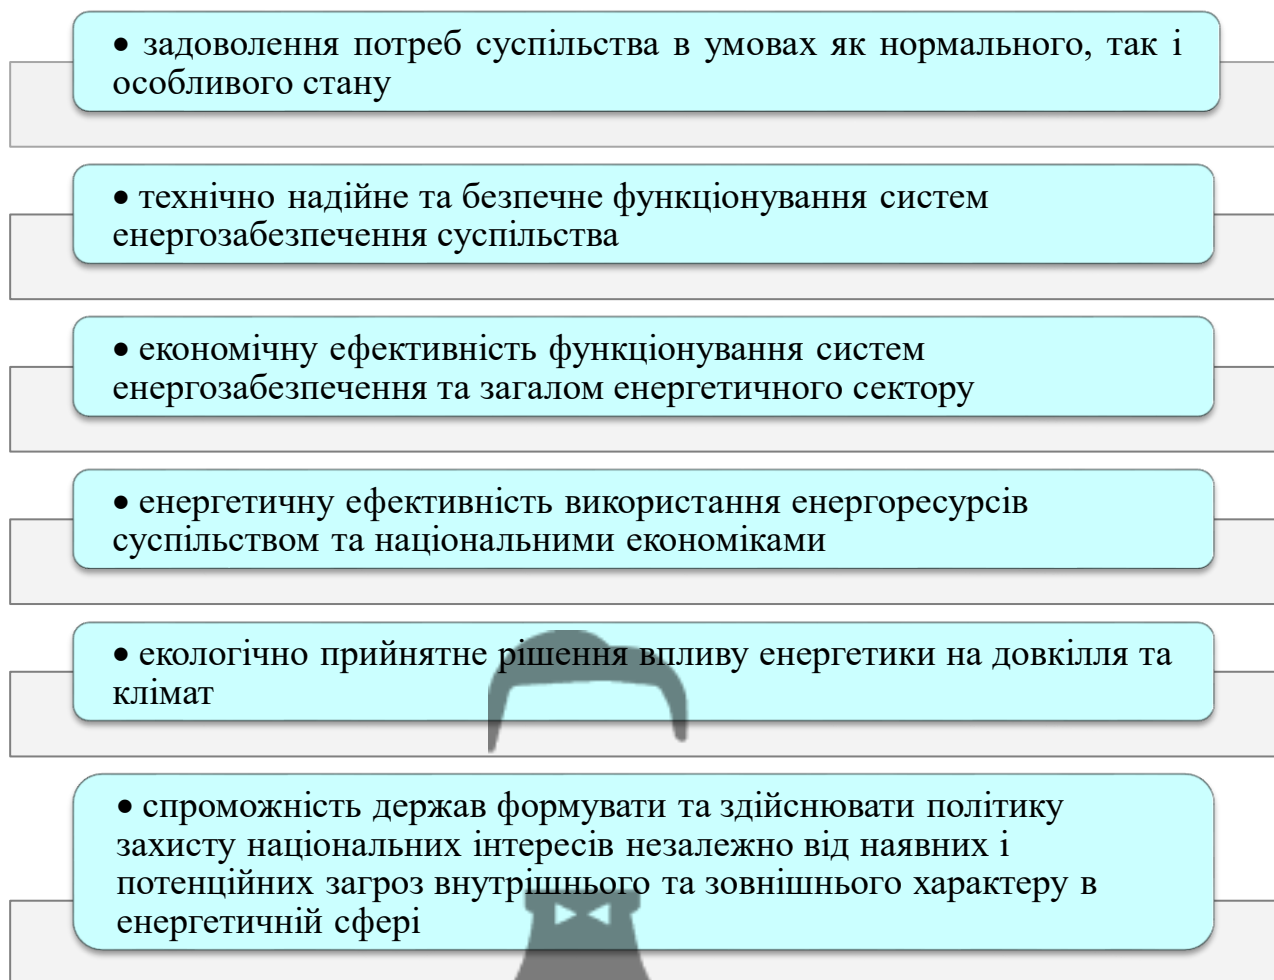 • задоволення потреб суспільства в умовах як нормального, так і
особливого стану
• технічно надійне та безпечне функціонування систем
енергозабезпечення суспільства
• економічну ефективність функціонування систем
енергозабезпечення та загалом енергетичного сектору
• енергетичну ефективність використання енергоресурсів
суспільством та національними економіками
• екологічно прийнятне рішення впливу енергетики на довкілля та
клімат
• спроможність держав формувати та здійснювати політику
захисту національних інтересів незалежно від наявних і
потенційних загроз внутрішнього та зовнішнього характеру в
енергетичній сфері